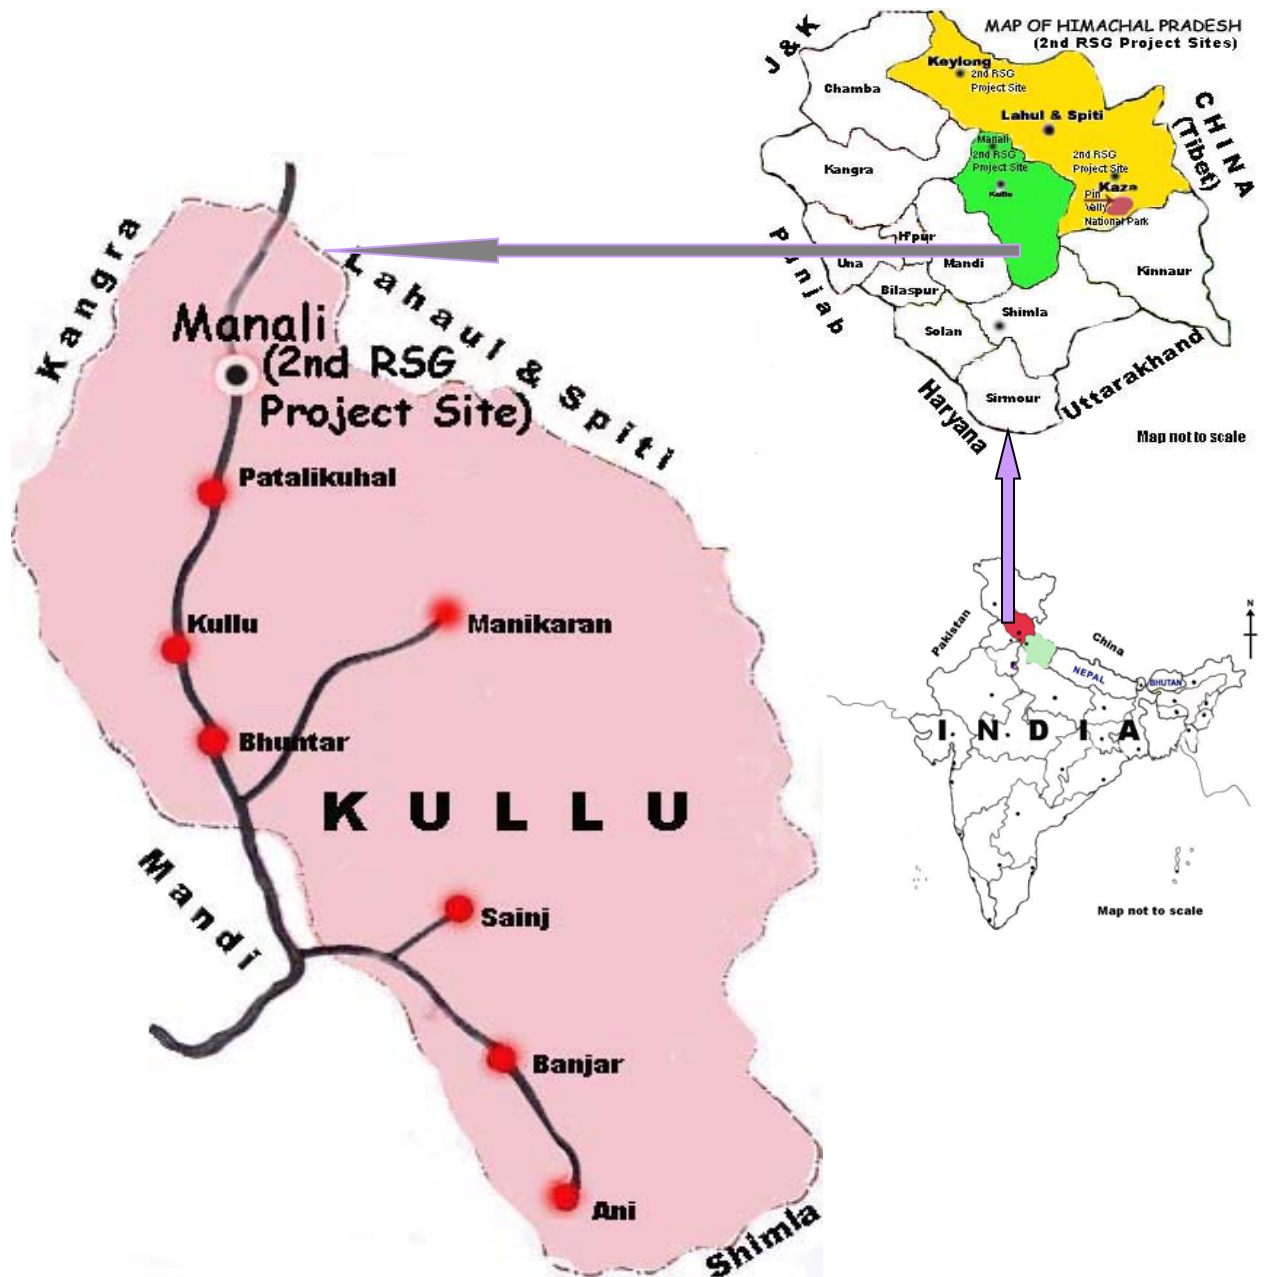 MAP OF HIMACHAL PRADESH
(2nd RSG Project Sites)
J & K
Keylong
2nd RSG
Project Site
Chamba
CHINA
(Tibet)
Lahul & Spiti
Manali
2nd RSG
Project Site
Kullu
2nd RSG
Project Site
Kaza
Pin
Vally
National Park
Kangra
H'pur
Una
Mandi
Bilaspur
Kinnaur
Punjab
Shimla
Solan
Sirmour
Haryana
Uttarakhand
Map not to scale
Kangra
Lahaul & Spiti
Manali
(2nd RSG
Project Site)
Patalikuhal
Kullu
Manikaran
Bhuntar
KULLU
Mandi
Sainj
Banjar
Ani
Shimla
N
Pakistan
China
NEPAL
BHUTAN
INDIA
Map not to scale